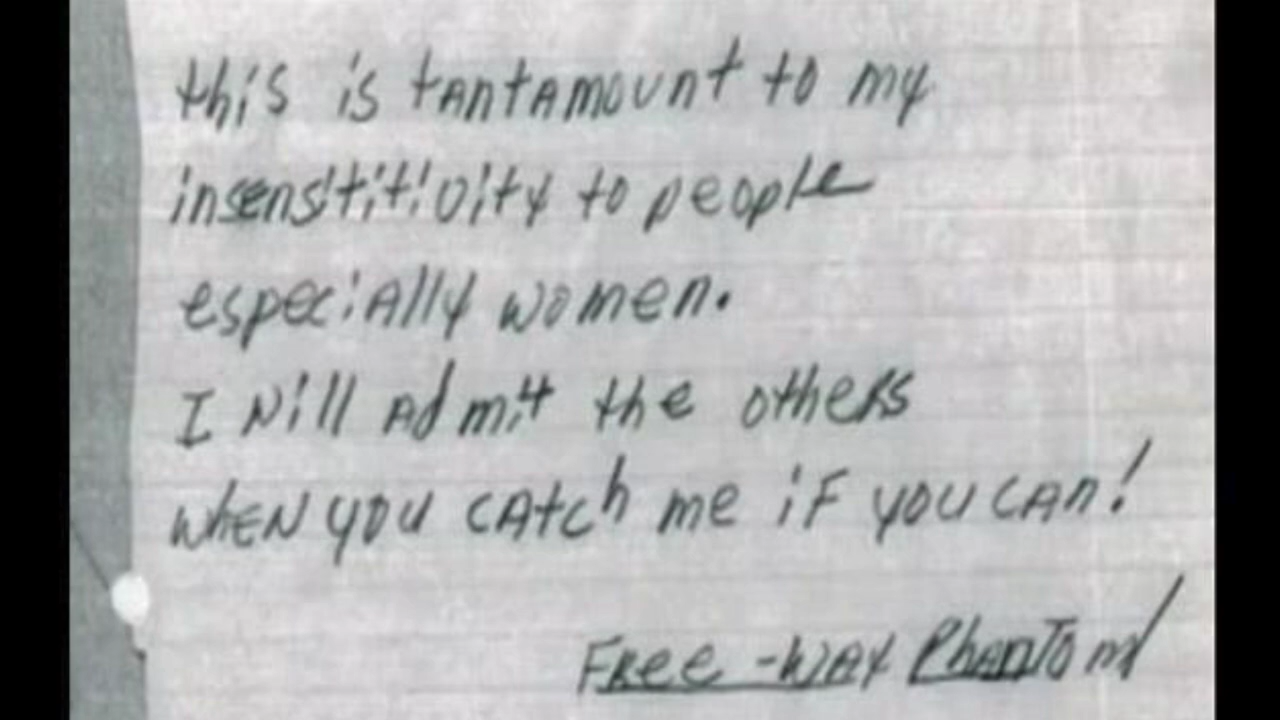 this is tantamount to my
insenstitivity to people
especially women.
I will admit the others
when you catch me if you can!
Free-way Phantom